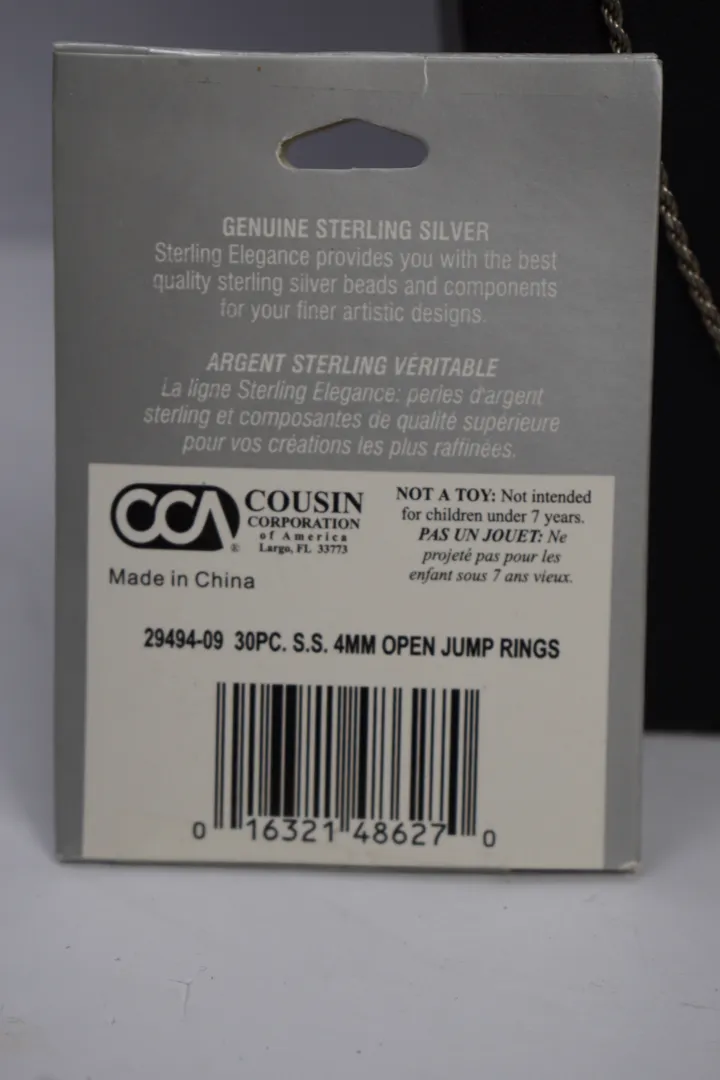 GENUINE STERLING SILVER
Sterling Elegance provides you with the best
quality sterling silver beads and components
for your finer artistic designs.
ARGENT STERLING VÉRITABLE
La ligne Sterling Elegance: perles d'argent
sterling et composantes de qualité supérieure
pour vos créations les plus raffinées.
CCA ®
COUSIN
CORPORATION
of America
Largo, FL 33773
Made in China
NOT A TOY: Not intended
for children under 7 years.
PAS UN JOUET: Ne
projeté pas pour les
enfant sous 7 ans vieux.
29494-09 30PC. S.S. 4MM OPEN JUMP RINGS
0 16321 48627 0